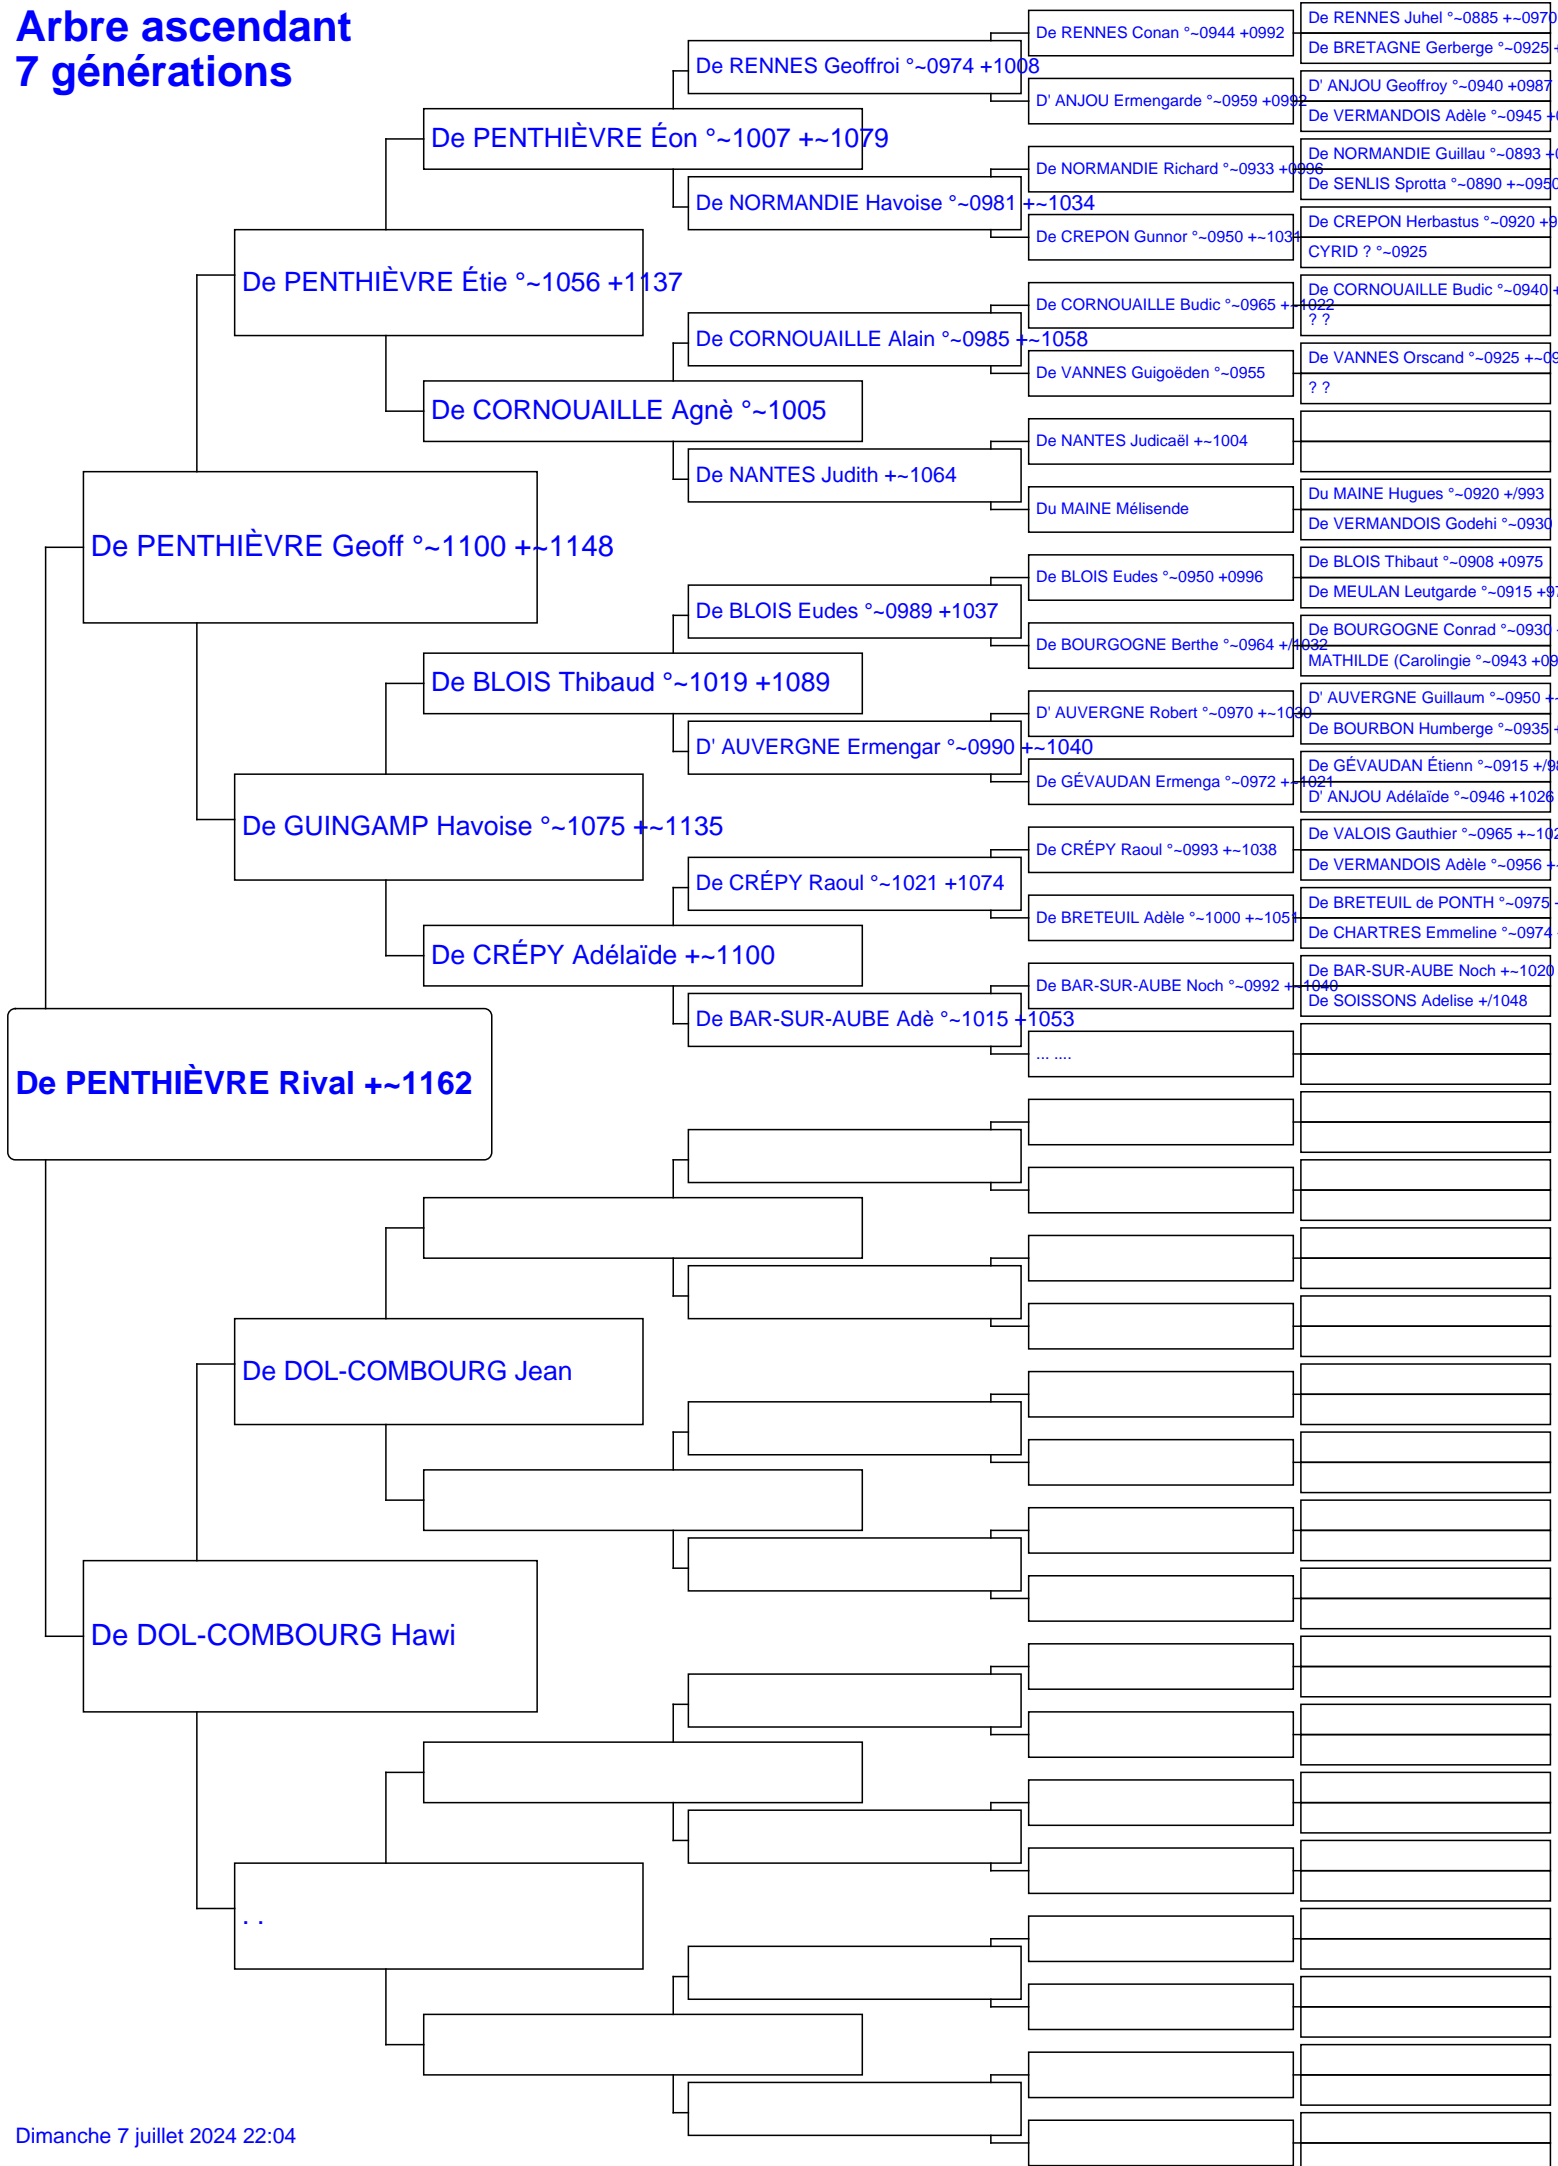 Arbre ascendant
7 générations
De RENNES Juhel °~0885 +~0970
De RENNES Conan °~0944 +0992
De BRETAGNE Gerberge °~0925 +
De RENNES Geoffroi °~0974 +1008
D' ANJOU Geoffroy °~0940 +0987
D' ANJOU Ermengarde °~0959 +0992
De VERMANDOIS Adèle °~0945 +0
De PENTHIÈVRE Éon °~1007 +~1079
De NORMANDIE Guillau °~0893 +0
De NORMANDIE Richard °~0933 +0996
De SENLIS Sprotta °~0890 +~0950
De NORMANDIE Havoise °~0981 +~1034
De CREPON Herbastus °~0920 +9
De CREPON Gunnor °~0950 +~1031
CYRID ? °~0925
De PENTHIÈVRE Étie °~1056 +1137
De CORNOUAILLE Budic °~0940 +
De CORNOUAILLE Budic °~0965 +~1022
? ?
De CORNOUAILLE Alain °~0985 +~1058
De VANNES Orscand °~0925 +~09
De VANNES Guigoëden °~0955
? ?
De CORNOUAILLE Agnè °~1005
De NANTES Judicaël +~1004
De NANTES Judith +~1064
Du MAINE Hugues °~0920 +/993
Du MAINE Mélisende
De VERMANDOIS Godehi °~0930
De PENTHIÈVRE Geoff °~1100 +~1148
De BLOIS Thibaut °~0908 +0975
De BLOIS Eudes °~0950 +0996
De MEULAN Leutgarde °~0915 +97
De BLOIS Eudes °~0989 +1037
De BOURGOGNE Conrad °~0930
De BOURGOGNE Berthe °~0964 +/1032
MATHILDE (Carolingie °~0943 +09
De BLOIS Thibaud °~1019 +1089
D' AUVERGNE Guillaum °~0950 +~
D' AUVERGNE Robert °~0970 +~1030
De BOURBON Humberge °~0935 +
D' AUVERGNE Ermengar °~0990 +~1040
De GÉVAUDAN Étienn °~0915 +/98
De GÉVAUDAN Ermenga °~0972 +~1021
D' ANJOU Adélaïde °~0946 +1026
De GUINGAMP Havoise °~1075 +~1135
De VALOIS Gauthier °~0965 +~102
De CRÉPY Raoul °~0993 +~1038
De VERMANDOIS Adèle °~0956 +~
De CRÉPY Raoul °~1021 +1074
De BRETEUIL de PONTH °~0975
De BRETEUIL Adèle °~1000 +~1051
De CHARTRES Emmeline °~0974
De CRÉPY Adélaïde +~1100
De BAR-SUR-AUBE Noch +~1020
De BAR-SUR-AUBE Noch °~0992 +~1040
De SOISSONS Adelise +/1048
De BAR-SUR-AUBE Adè °~1015 +1053
... ....
De PENTHIÈVRE Rival +~1162
De DOL-COMBOURG Jean
De DOL-COMBOURG Hawi
. .
Dimanche 7 juillet 2024 22:04